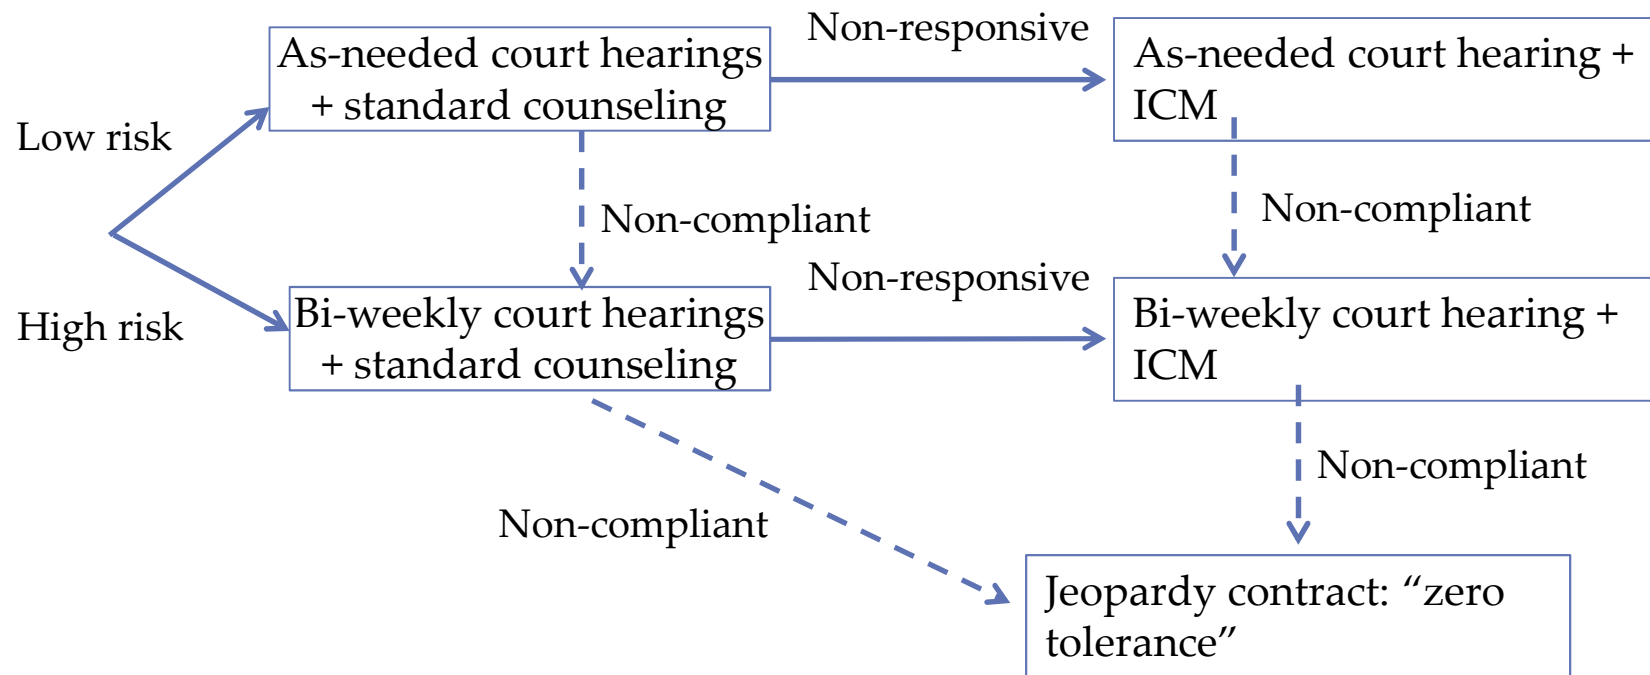 Non-responsive
As-needed court hearings
+ standard counseling
As-needed court hearing +
ICM
Low risk
Non-compliant
Non-compliant
Non-responsive
High risk
Bi-weekly court hearings
+ standard counseling
Bi-weekly court hearing +
ICM
Non-compliant
Non-compliant
Jeopardy contract: “zero
tolerance”